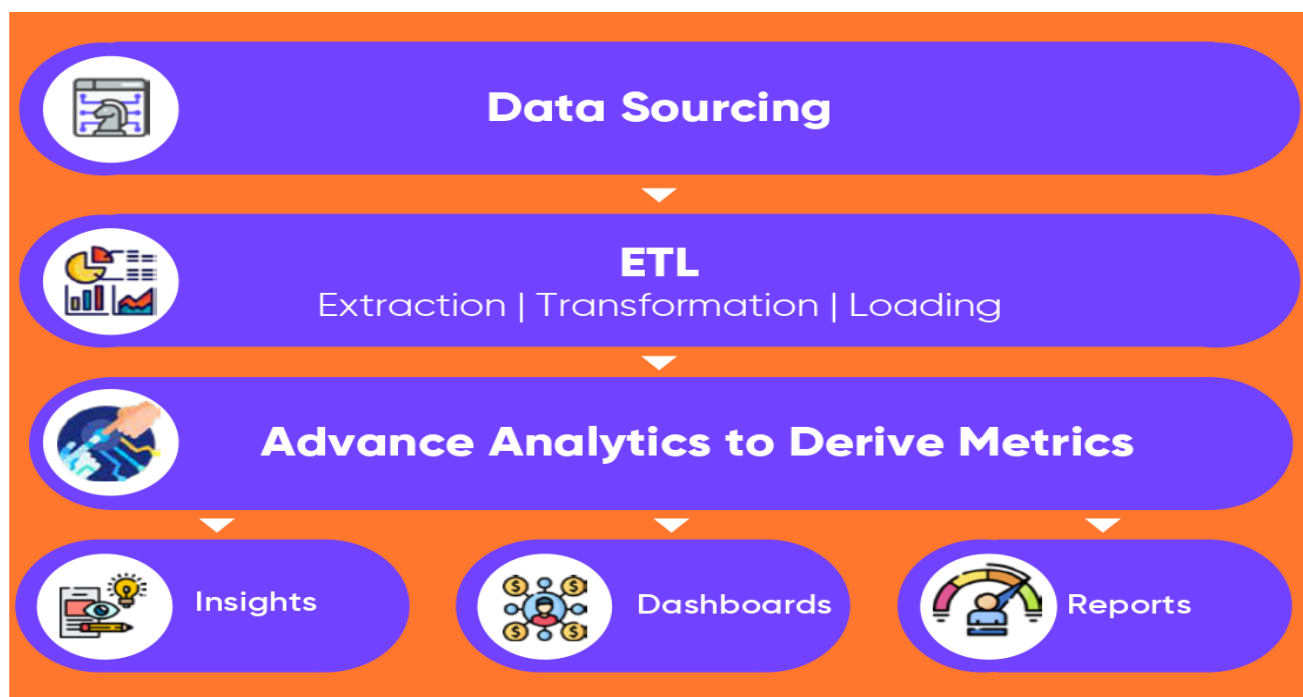 Data Sourcing
ETL
Extraction | Transformation | Loading
Advance Analytics to Derive Metrics
Insights
Dashboards
Reports